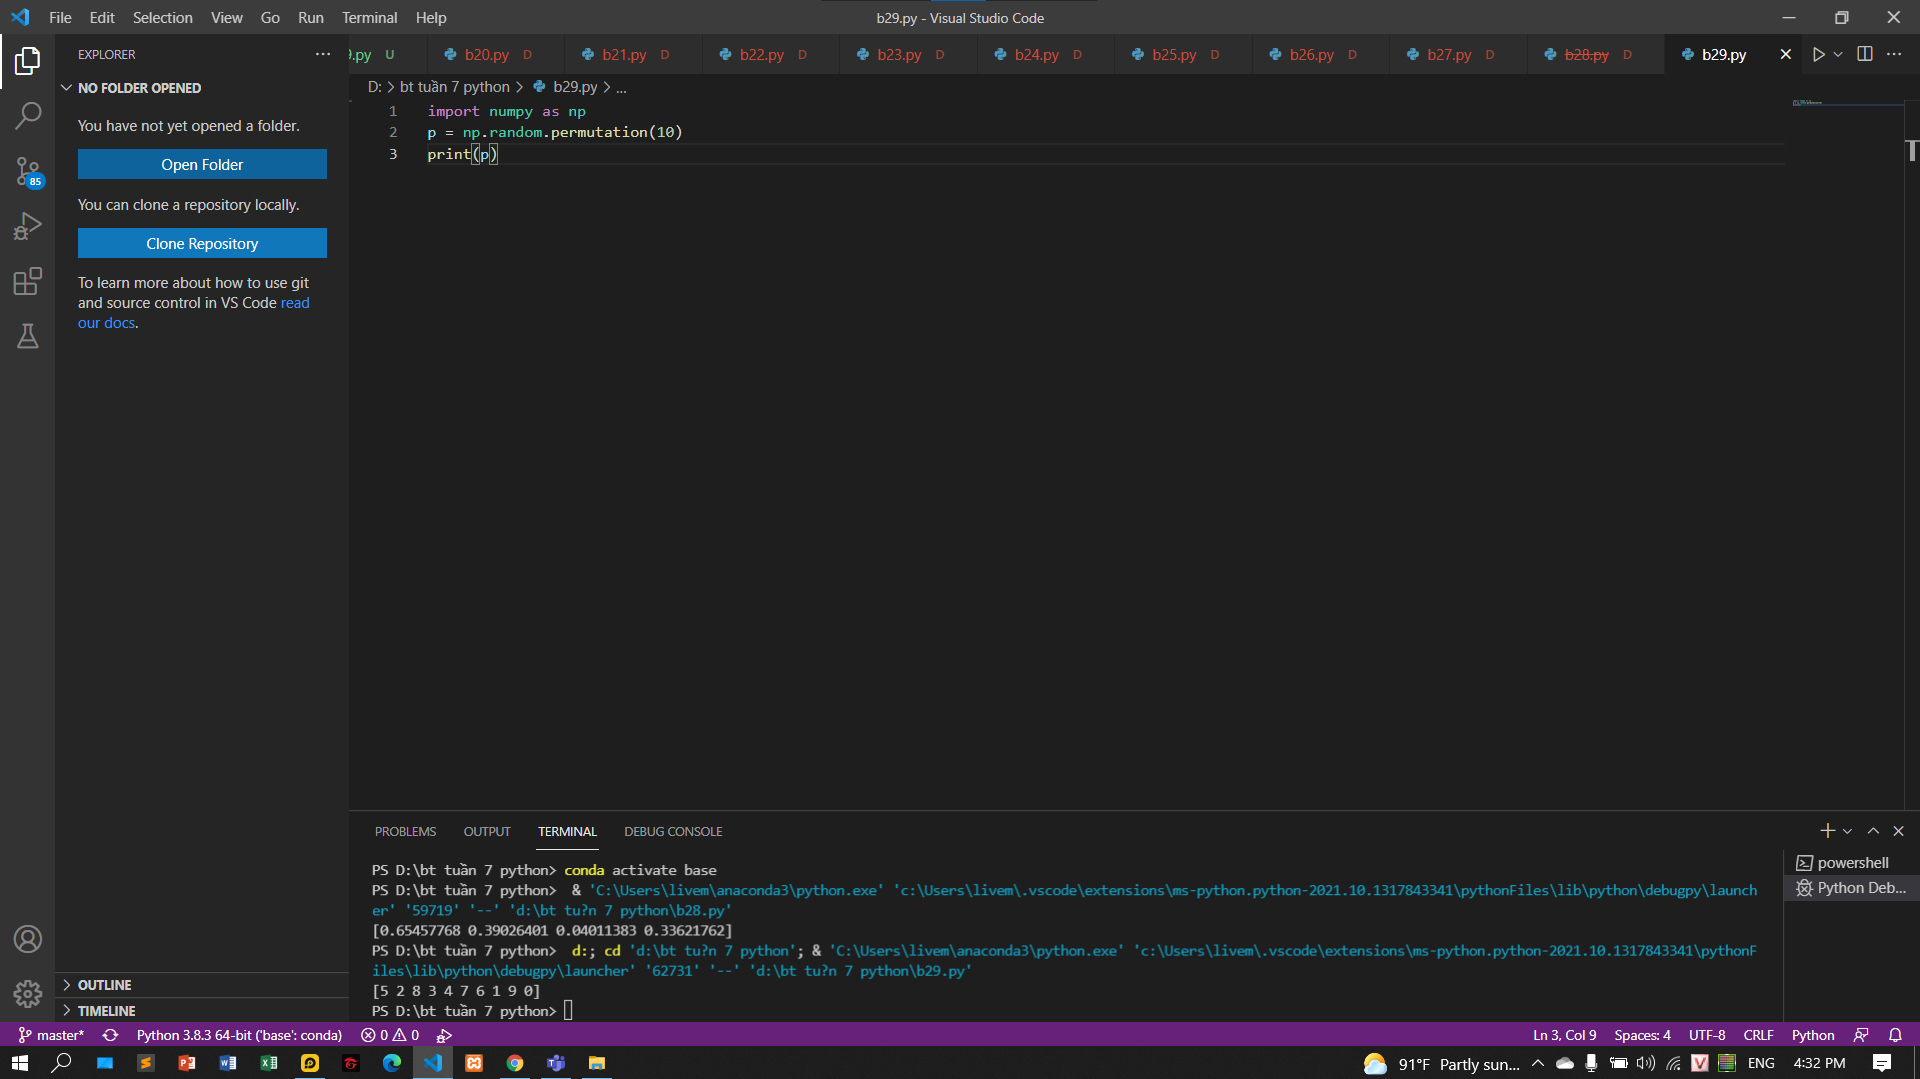 File Edit Selection View Go Run Terminal Help
b29.py - Visual Studio Code
EXPLORER
9.py U
b20.py D
b21.py D
b22.py D
b23.py D
b24.py D
b25.py D
b26.py D
b27.py D
b28.py D
b29.py
D: > bt tuần 7 python > b29.py > ...
NO FOLDER OPENED
You have not yet opened a folder.
Open Folder
You can clone a repository locally.
Clone Repository
To learn more about how to use git
and source control in VS Code read
our docs.
85
1 import numpy as np
2 p = np.random.permutation(10)
3 print(p)
PROBLEMS OUTPUT TERMINAL DEBUG CONSOLE
PS D:\bt tuần 7 python> conda activate base
PS D:\bt tuần 7 python>  & 'C:\Users\livem\anaconda3\python.exe' 'c:\Users\livem\.vscode\extensions\ms-python.python-2021.10.1317843341\pythonFiles\lib\python\debugpy\launch
er' '59719' '--' 'd:\bt tu?n 7 python\b28.py'
[0.65457768 0.39026401 0.04011383 0.33621762]
PS D:\bt tuần 7 python>  d:; cd 'd:\bt tu?n 7 python'; & 'C:\Users\livem\anaconda3\python.exe' 'c:\Users\livem\.vscode\extensions\ms-python.python-2021.10.1317843341\pythonF
iles\lib\python\debugpy\launcher' '62731' '--' 'd:\bt tu?n 7 python\b29.py'
[5 2 8 3 4 7 6 1 9 0]
PS D:\bt tuần 7 python>
powershell
Python Deb...
OUTLINE
TIMELINE
master* Python 3.8.3 64-bit ('base': conda) 0 0
Ln 3, Col 9 Spaces: 4 UTF-8 CRLF Python
91°F Partly sun... ENG 4:32 PM